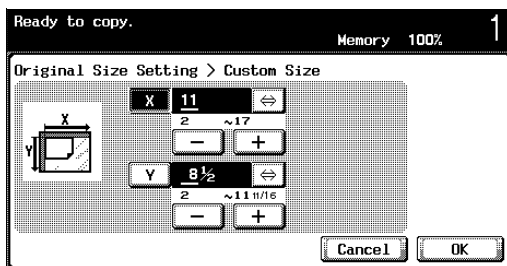 Ready to copy.
1
Memory 100%
Original Size Setting > Custom Size
X 11 ⇔
2 ~17
X
− +
Y
Y 8½ ⇔
2 ~11 11/16
− +
Cancel OK